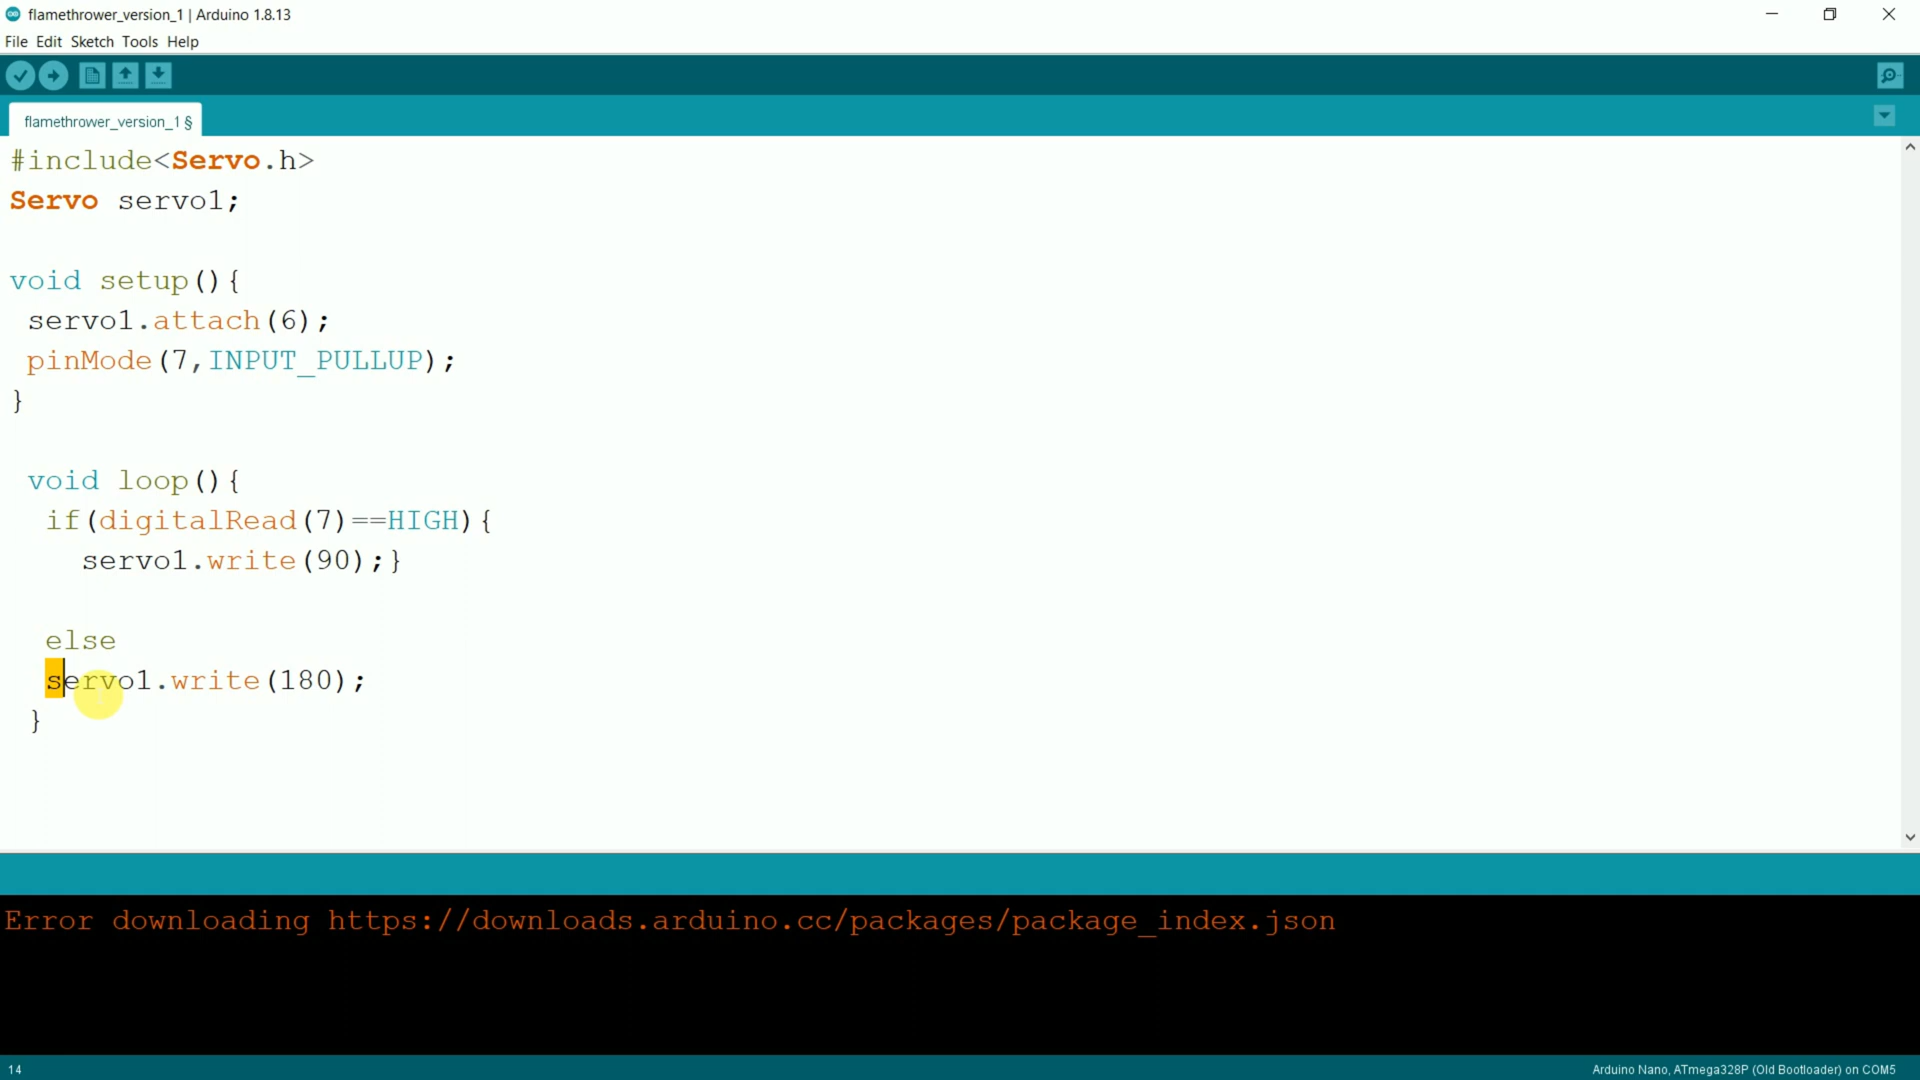 flamethrower_version_1 | Arduino 1.8.13
File Edit Sketch Tools Help
flamethrower_version_1 §
#include<Servo.h>
Servo servo1;
void setup(){
servo1.attach(6);
pinMode(7,INPUT_PULLUP);
}
void loop(){
if(digitalRead(7)==HIGH){
servo1.write(90);}
else
servo1.write(180);
}
Error downloading https://downloads.arduino.cc/packages/package_index.json
14
Arduino Nano, ATmega328P (Old Bootloader) on COM5